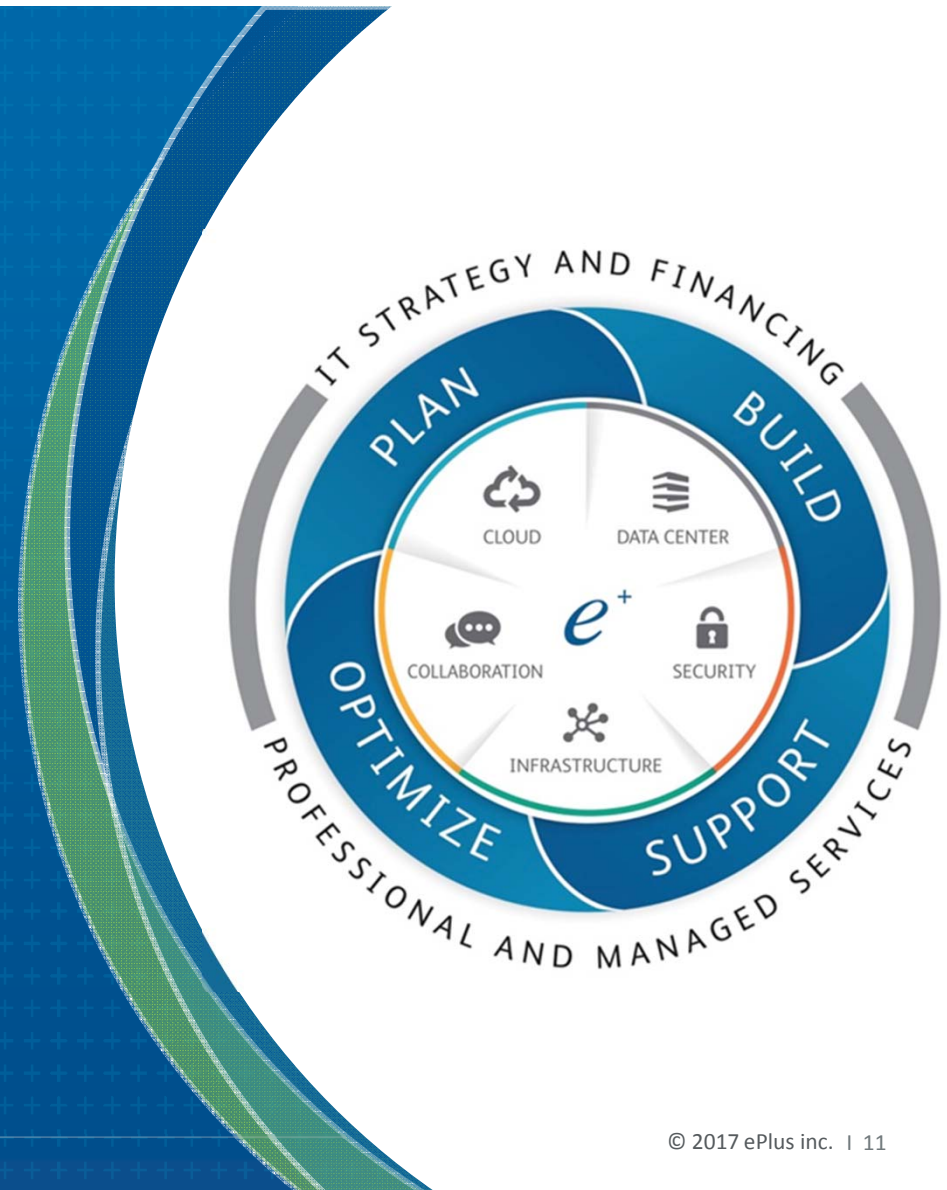 IT STRATEGY AND FINANCING
PLAN
BUILD
CLOUD
DATA CENTER
e+
COLLABORATION
SECURITY
INFRASTRUCTURE
OPTIMIZE
SUPPORT
PROFESSIONAL AND MANAGED SERVICES
© 2017 ePlus inc. I 11